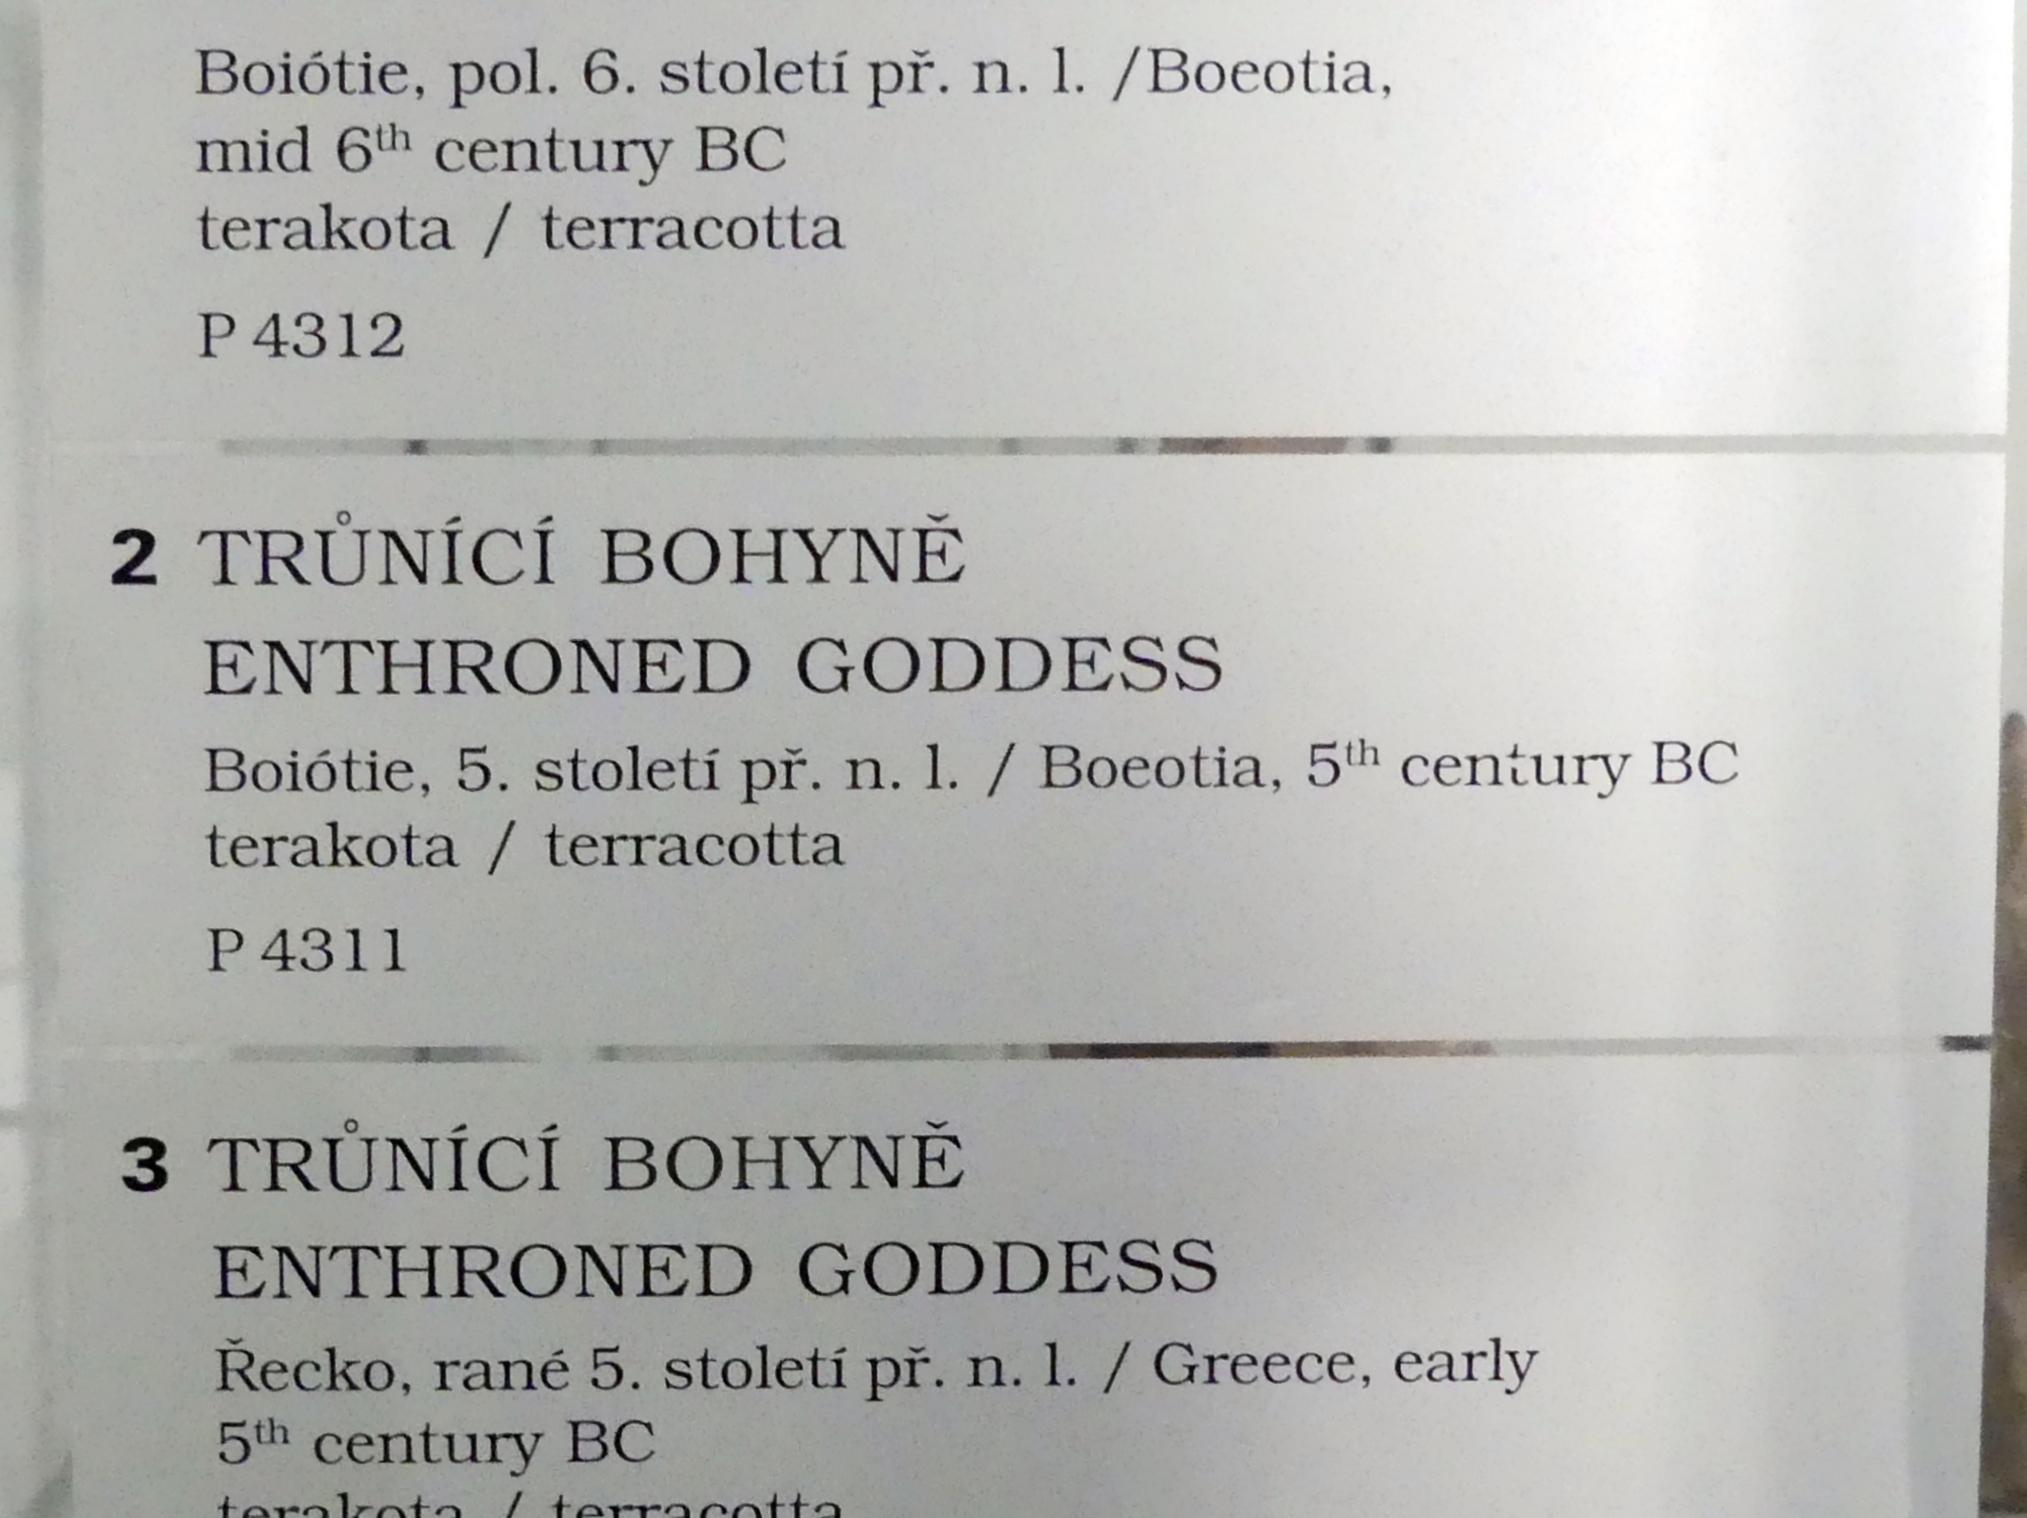 Boiótie, pol. 6. století př. n. l. /Boeotia,
mid 6th century BC
terakota / terracotta
P 4312
2 TRŮNÍCÍ BOHYNĚ
ENTHRONED GODDESS
Boiótie, 5. století př. n. l. / Boeotia, 5th century BC
terakota / terracotta
P 4311
3 TRŮNÍCÍ BOHYNĚ
ENTHRONED GODDESS
Řecko, rané 5. století př. n. l. / Greece, early
5th century BC
terakota / terracotta